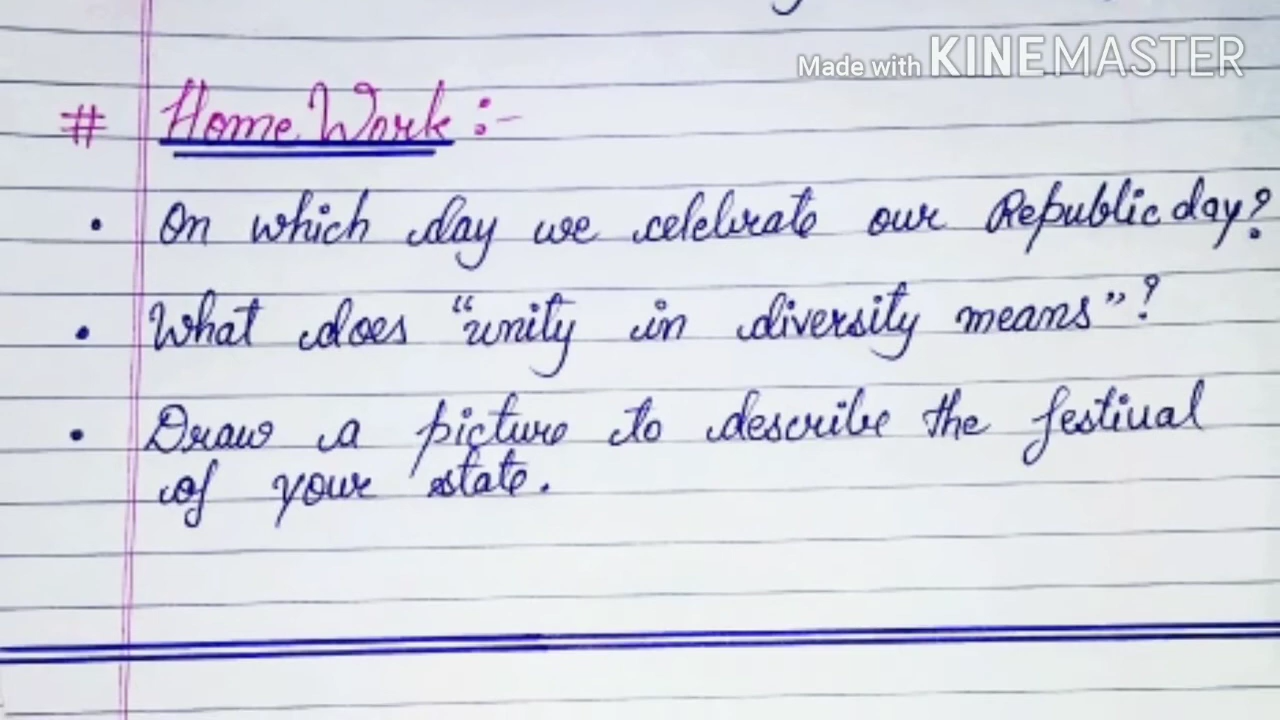 Made with KINEMASTER
# Home Work :-
• On which day we celebrate our Republic day?
• What does "unity in diversity means"?
• Draw a picture to describe the festival
of your state.